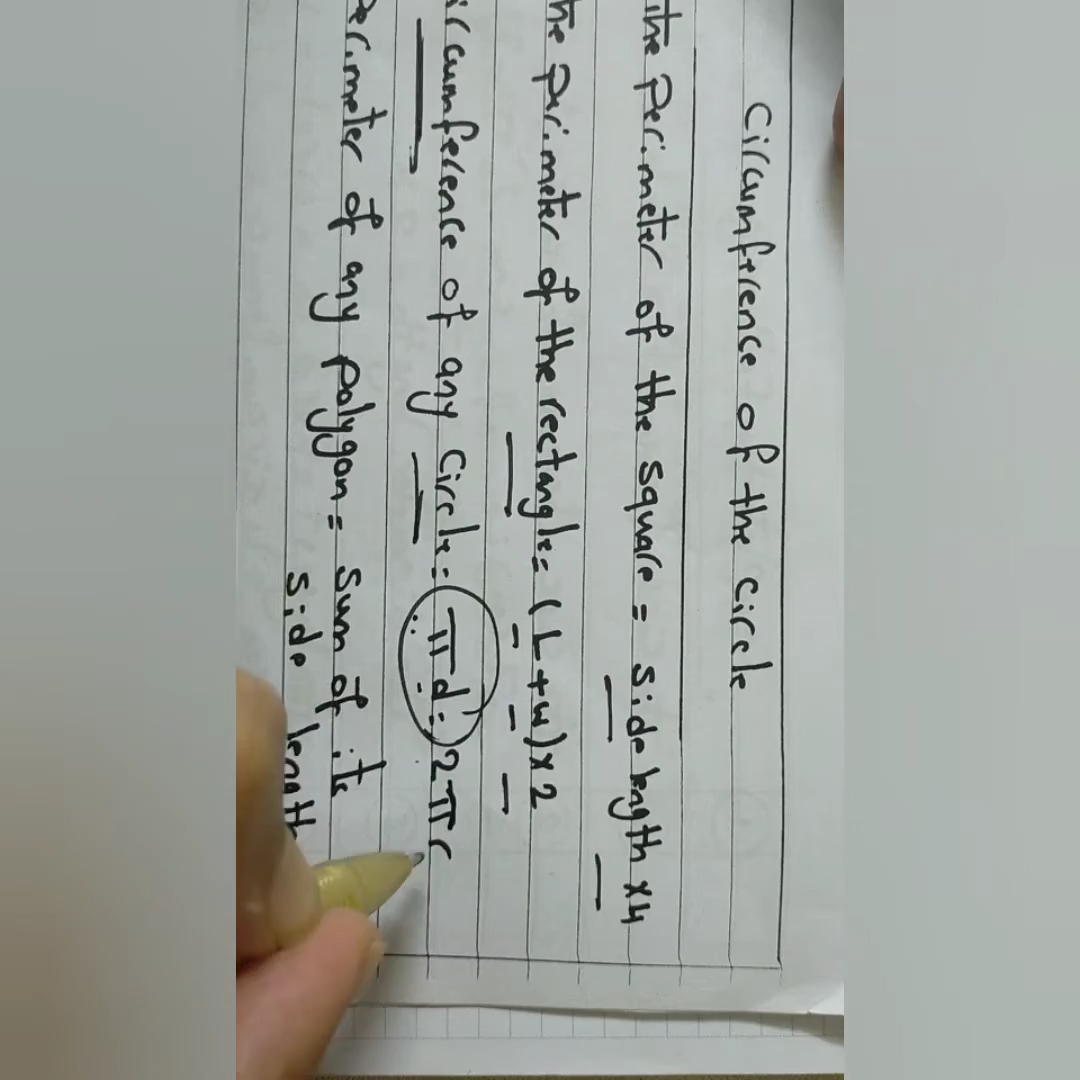 Circumference of the circle
the Perimeter of the square = Side length x4
the perimeter of the rectangle = (L+w)x2
ircumference of any Circle = πd = 2πr
Perimeter of any polygon = Sum of its
side length